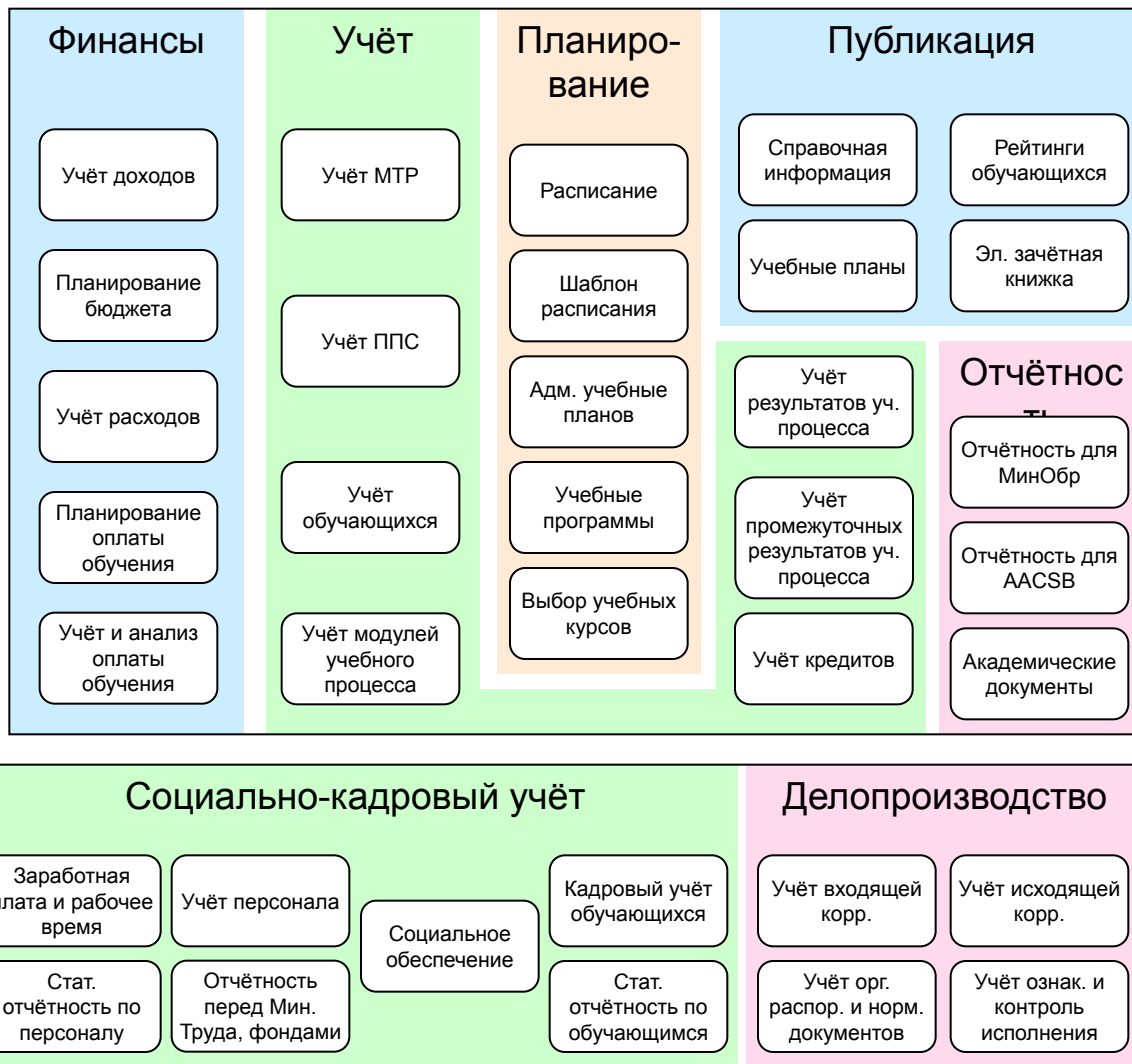 Финансы
Учёт доходов
Планирование
бюджета
Учёт расходов
Планирование
оплаты
обучения
Учёт и анализ
оплаты
обучения
Учёт
Учёт МТР
Учёт ППС
Учёт
обучающихся
Учёт модулей
учебного
процесса
Планиро-
вание
Расписание
Шаблон
расписания
Адм. учебные
планов
Учебные
программы
Выбор учебных
курсов
Публикация
Справочная
информация
Рейтинги
обучающихся
Учебные планы
Эл. зачётная
книжка
Учёт
результатов уч.
процесса
Учёт
промежуточных
результатов уч.
процесса
Учёт кредитов
Отчётнос
ть
Отчётность для
МинОбр
Отчётность для
AACSB
Академические
документы
Социально-кадровый учёт
Заработная
лата и рабочее
время
Учёт персонала
Социальное
обеспечение
Кадровый учёт
обучающихся
Стат.
отчётность по
персоналу
Отчётность
перед Мин.
Труда, фондами
Стат.
отчётность по
обучающимся
Делопроизводство
Учёт входящей
корр.
Учёт исходящей
корр.
Учёт орг.
распор. и норм.
документов
Учёт ознак. и
контроль
исполнения